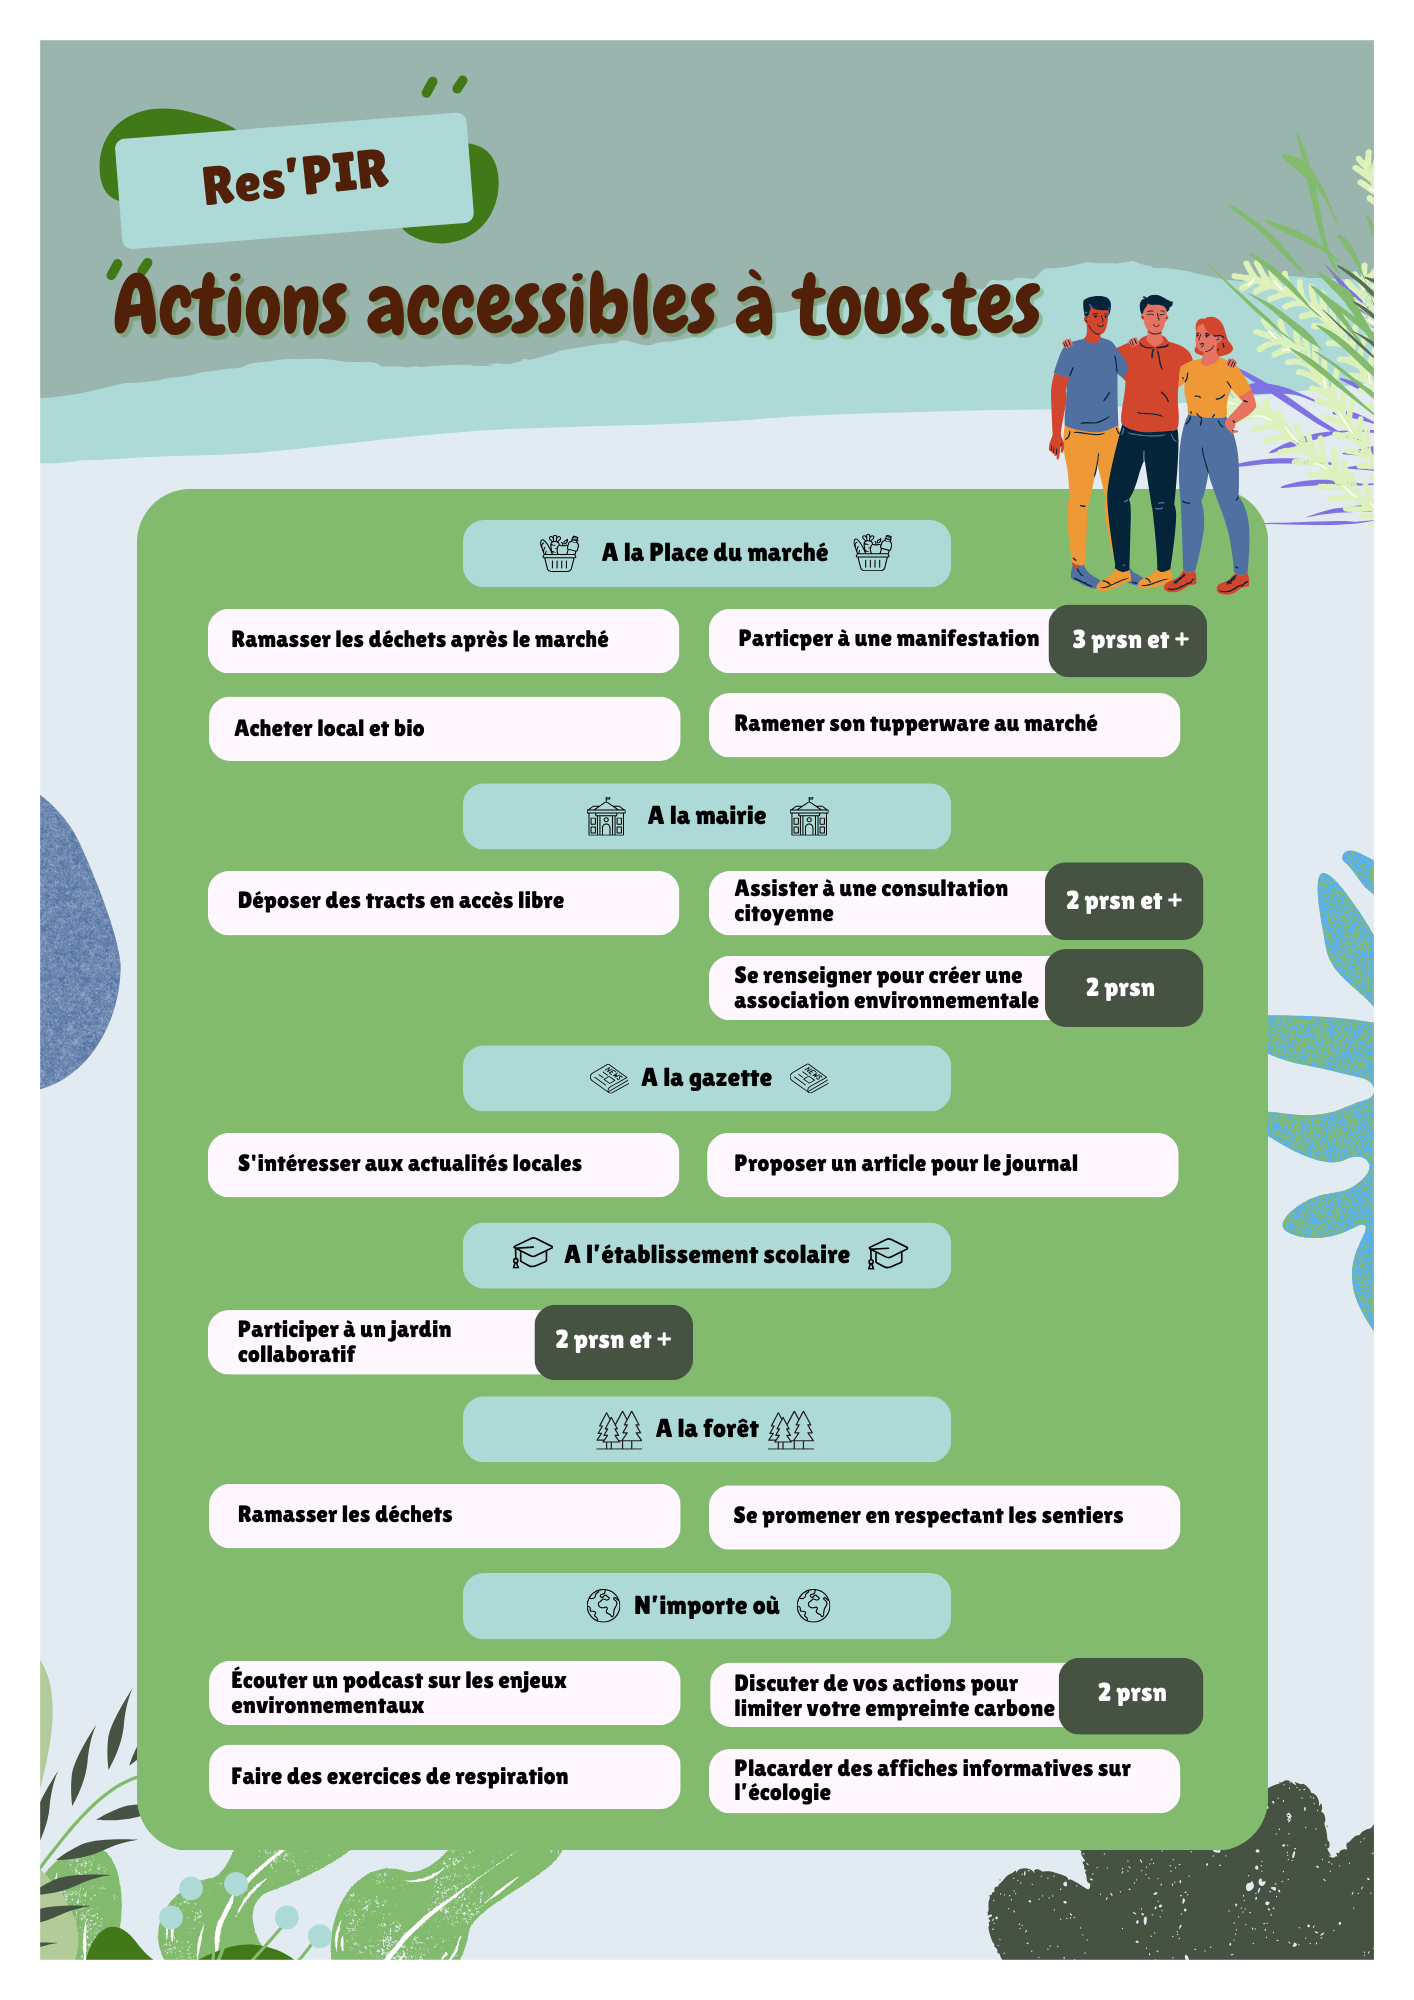 Res'PIR
Actions accessibles à tous.tes
A la Place du marché
Ramasser les déchets après le marché
Particper à une manifestation
3 prsn et +
Acheter local et bio
Ramener son tupperware au marché
A la mairie
Déposer des tracts en accès libre
Assister à une consultation
citoyenne
2 prsn et +
Se renseigner pour créer une
association environnementale
2 prsn
NEWS
A la gazette
NEWS
S'intéresser aux actualités locales
Proposer un article pour le journal
A l'établissement scolaire
Participer à un jardin
collaboratif
2 prsn et +
A la forêt
Ramasser les déchets
Se promener en respectant les sentiers
N'importe où
Écouter un podcast sur les enjeux
environnementaux
Discuter de vos actions pour
limiter votre empreinte carbone
2 prsn
Faire des exercices de respiration
Placarder des affiches informatives sur
l'écologie